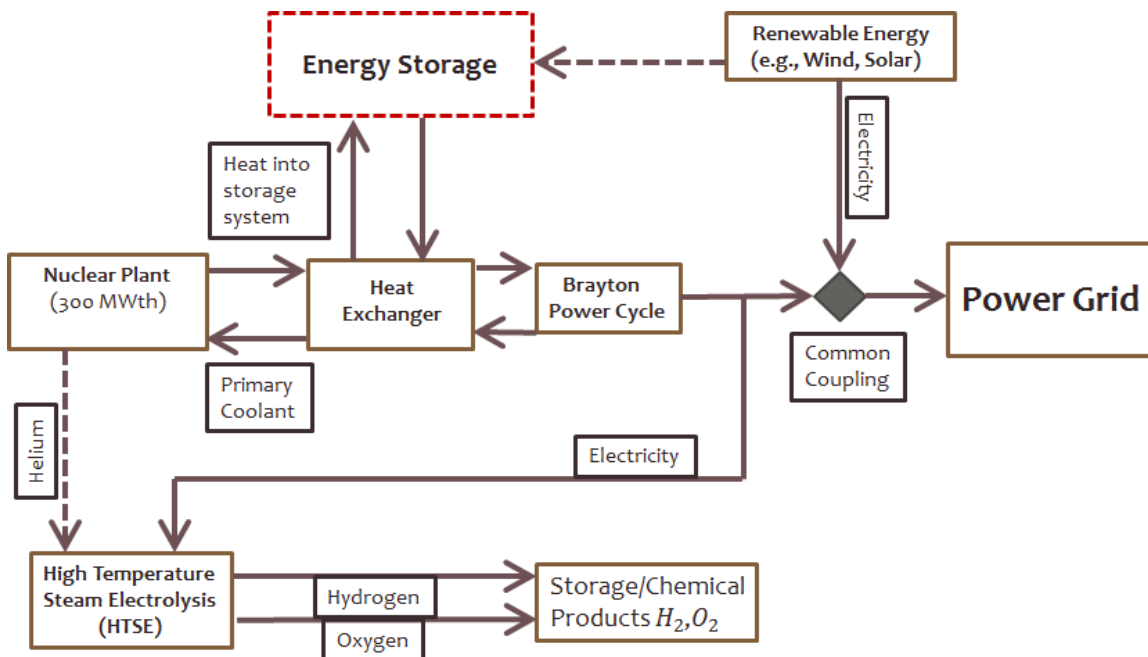 Energy Storage
Renewable Energy
(e.g., Wind, Solar)
Electricity
Heat into
storage
system
Nuclear Plant
(300 MWth)
Heat
Exchanger
Brayton
Power Cycle
Power Grid
Common
Coupling
Primary
Coolant
Helium
Electricity
High Temperature
Steam Electrolysis
(HTSE)
Hydrogen
Oxygen
Storage/Chemical
Products H₂,O₂